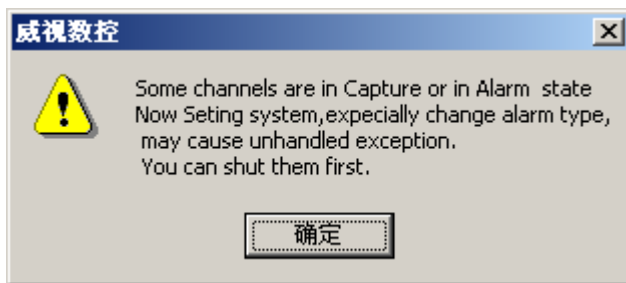 威视数控
Some channels are in Capture or in Alarm  state
Now Seting system,expecially change alarm type,
may cause unhandled exception.
You can shut them first.
确定